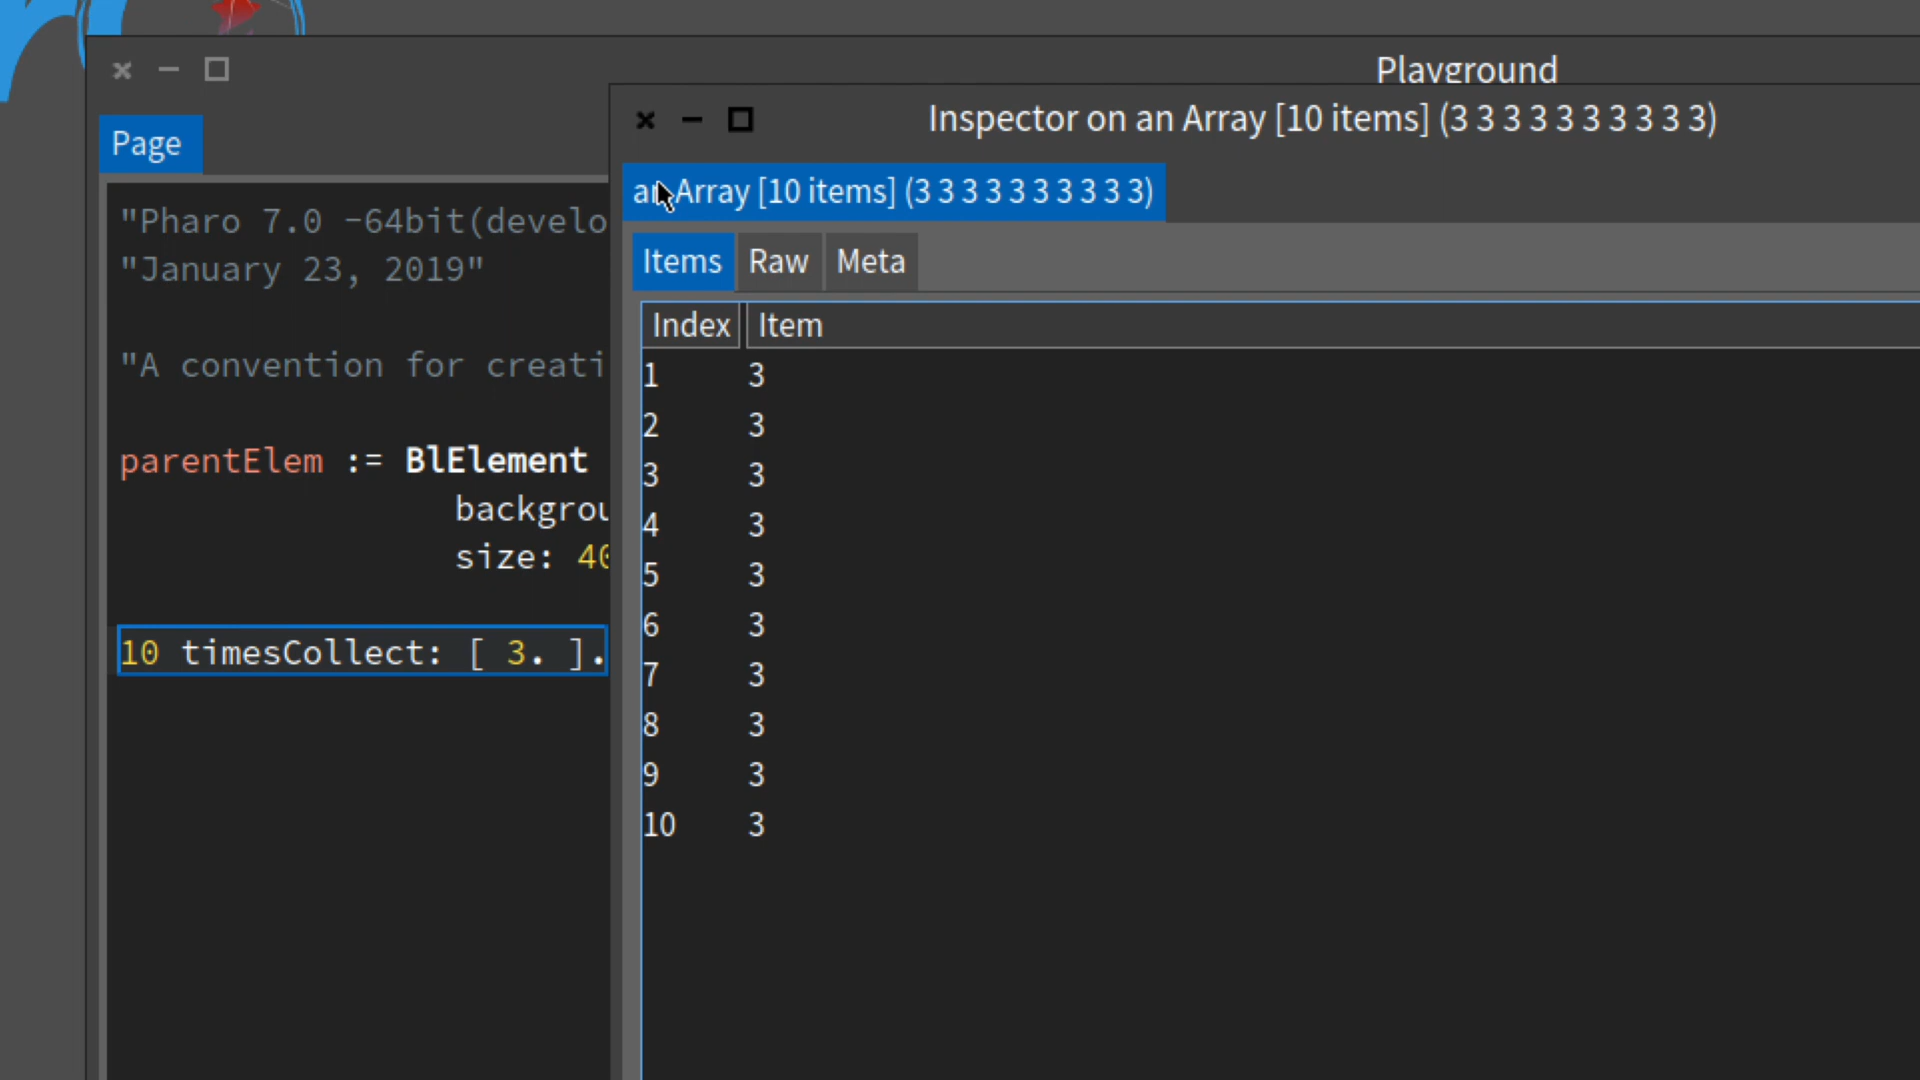 Playground
Page
"Pharo 7.0 -64bit(develo
"January 23, 2019"
"A convention for creati
parentElem := BlElement
backgrou
size: 40
10 timesCollect: [ 3. ].
Inspector on an Array [10 items] (3 3 3 3 3 3 3 3 3 3)
an Array [10 items] (3 3 3 3 3 3 3 3 3 3)
Items Raw Meta
Index Item
1 3
2 3
3 3
4 3
5 3
6 3
7 3
8 3
9 3
10 3